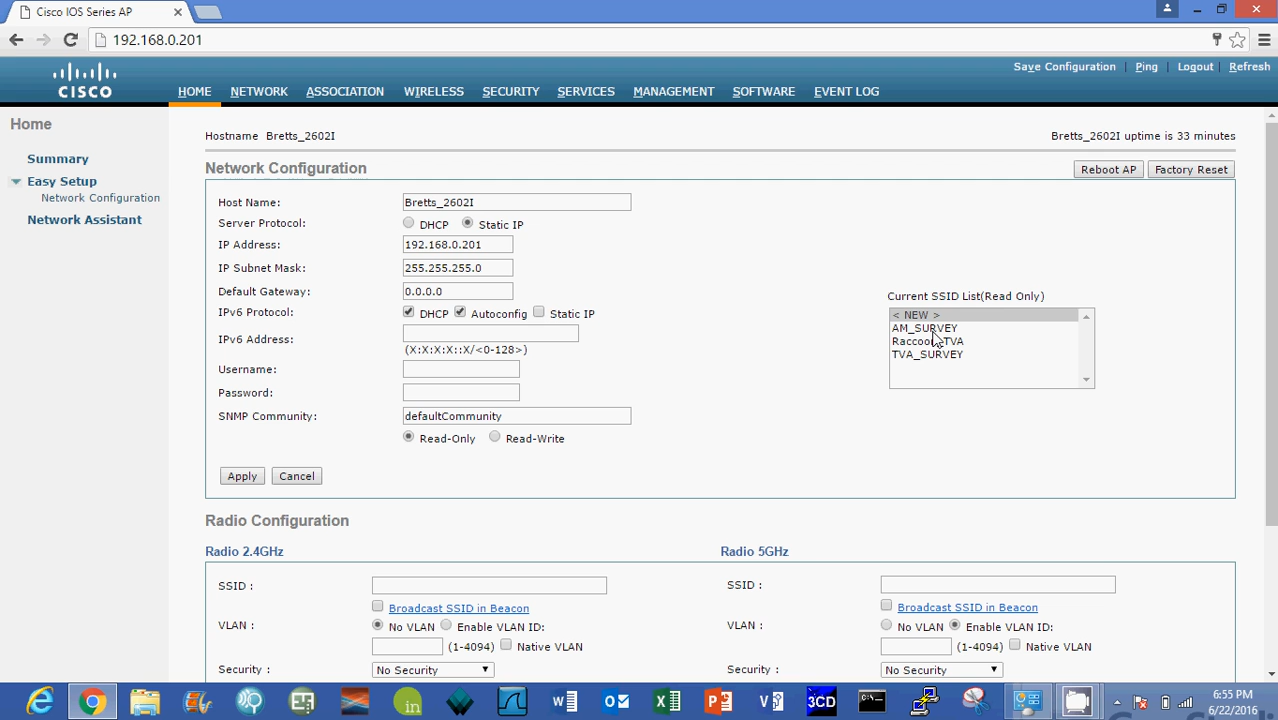 Cisco IOS Series AP
192.168.0.201
Save Configuration | Ping | Logout | Refresh
CISCO
HOME NETWORK ASSOCIATION WIRELESS SECURITY SERVICES MANAGEMENT SOFTWARE EVENT LOG
Home
Summary
Easy Setup
Network Configuration
Network Assistant
Hostname Bretts_2602I
Bretts_2602I uptime is 33 minutes
Network Configuration
Reboot AP Factory Reset
Host Name: Bretts_2602I
Server Protocol: DHCP Static IP
IP Address: 192.168.0.201
IP Subnet Mask: 255.255.255.0
Default Gateway: 0.0.0.0
IPv6 Protocol: DHCP Autoconfig Static IP
IPv6 Address:
(X:X:X:X::X/<0-128>)
Username:
Password:
SNMP Community: defaultCommunity
Read-Only Read-Write
Current SSID List(Read Only)
< NEW >
AM_SURVEY
Raccoon_TVA
TVA_SURVEY
Apply Cancel
Radio Configuration
Radio 2.4GHz
SSID :
Broadcast SSID in Beacon
VLAN : No VLAN Enable VLAN ID:
(1-4094) Native VLAN
Security : No Security
Radio 5GHz
SSID :
Broadcast SSID in Beacon
VLAN : No VLAN Enable VLAN ID:
(1-4094) Native VLAN
Security : No Security
3CD
6:55 PM
6/22/2016